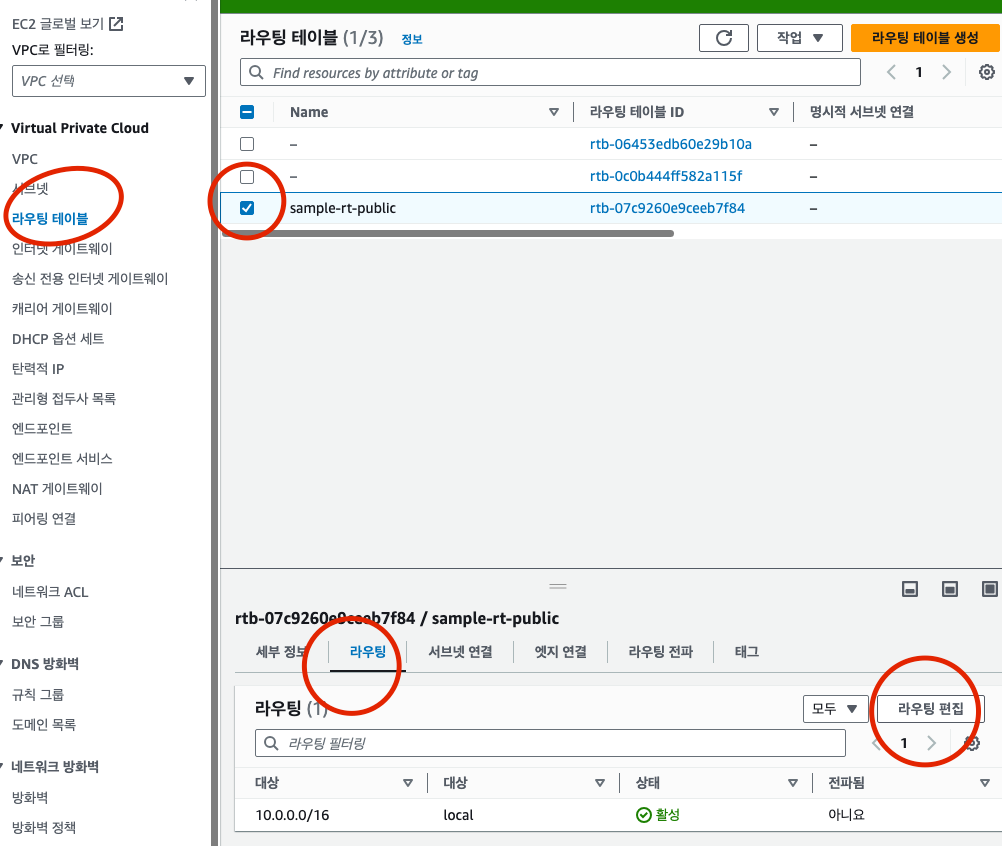 EC2 글로벌 보기
VPC로 필터링:
VPC 선택
Virtual Private Cloud
VPC
서브넷
라우팅 테이블
인터넷 게이트웨이
송신 전용 인터넷 게이트웨이
캐리어 게이트웨이
DHCP 옵션 세트
탄력적 IP
관리형 접두사 목록
엔드포인트
엔드포인트 서비스
NAT 게이트웨이
피어링 연결
보안
네트워크 ACL
보안 그룹
DNS 방화벽
규칙 그룹
도메인 목록
네트워크 방화벽
방화벽
방화벽 정책
라우팅 테이블 (1/3) 정보 작업 라우팅 테이블 생성
Find resources by attribute or tag 1
Name 라우팅 테이블 ID 명시적 서브넷 연결
– rtb-06453edb60e29b10a –
– rtb-0c0b444ff582a115f –
sample-rt-public rtb-07c9260e9ceeb7f84 –
rtb-07c9260e9ceeb7f84 / sample-rt-public
세부 정보 라우팅 서브넷 연결 엣지 연결 라우팅 전파 태그
라우팅 (1) 모두 라우팅 편집
라우팅 필터링 1
대상 대상 상태 전파됨
10.0.0.0/16 local 활성 아니요